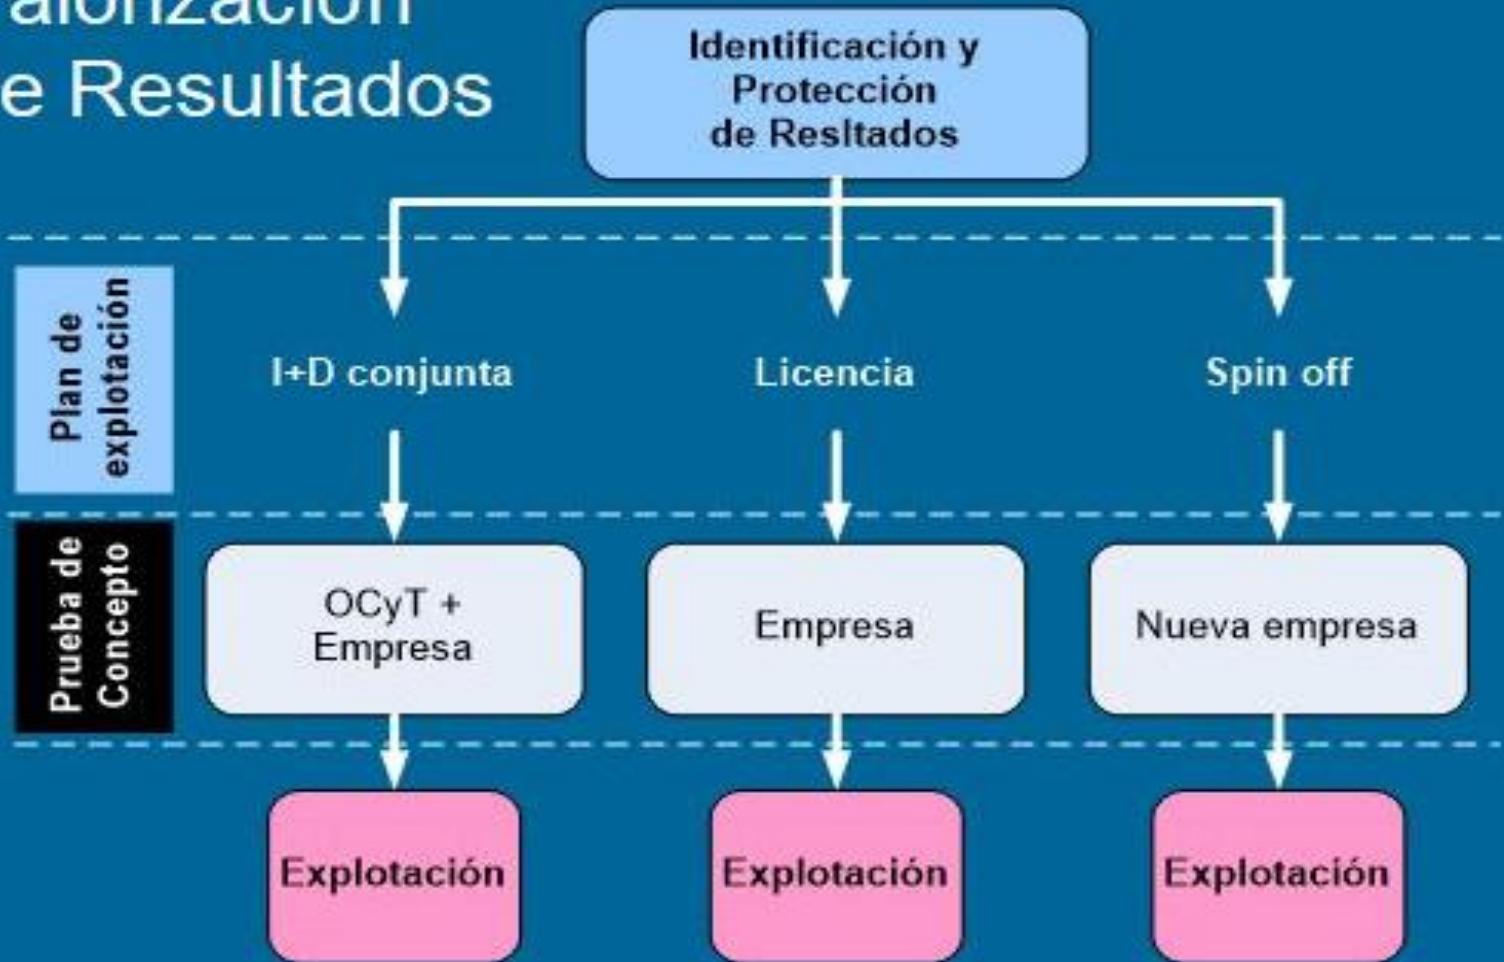 alorización
e Resultados
Identificación y
Protección
de Resltados
Plan de
explotación
I+D conjunta
Licencia
Spin off
Prueba de
Concepto
OCyT +
Empresa
Empresa
Nueva empresa
Explotación
Explotación
Explotación